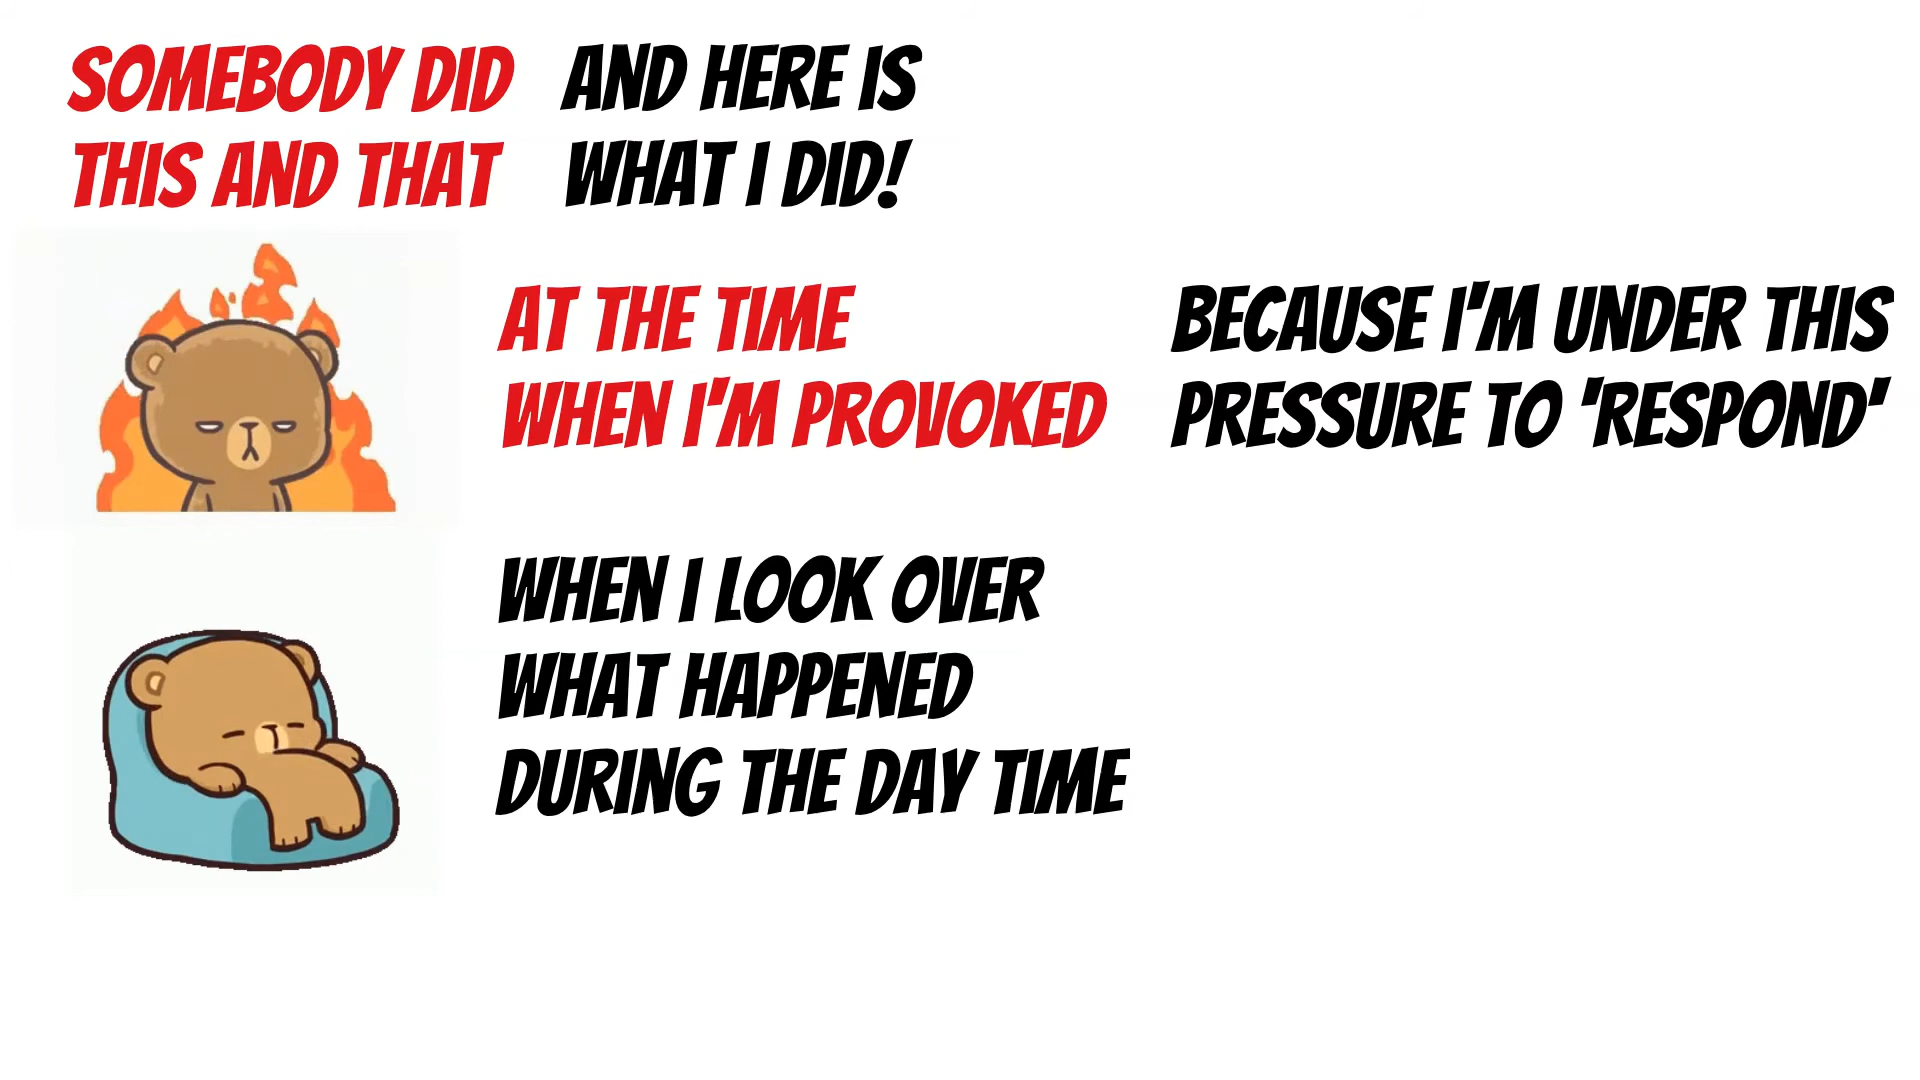 SOMEBODY DID
THIS AND THAT
AND HERE IS
WHAT I DID!
AT THE TIME
WHEN I'M PROVOKED
BECAUSE I'M UNDER THIS
PRESSURE TO 'RESPOND'
WHEN I LOOK OVER
WHAT HAPPENED
DURING THE DAY TIME